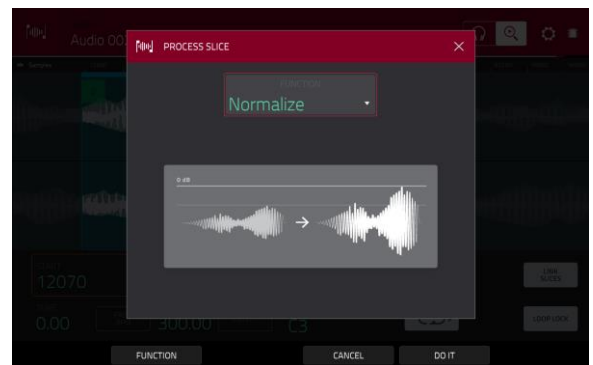 Audio 00
PROCESS SLICE
FUNCTION
Normalize
0 dB
12070
LINK
SLICES
0.00
300.00
C3
LOOP LOCK
FUNCTION
CANCEL
DO IT